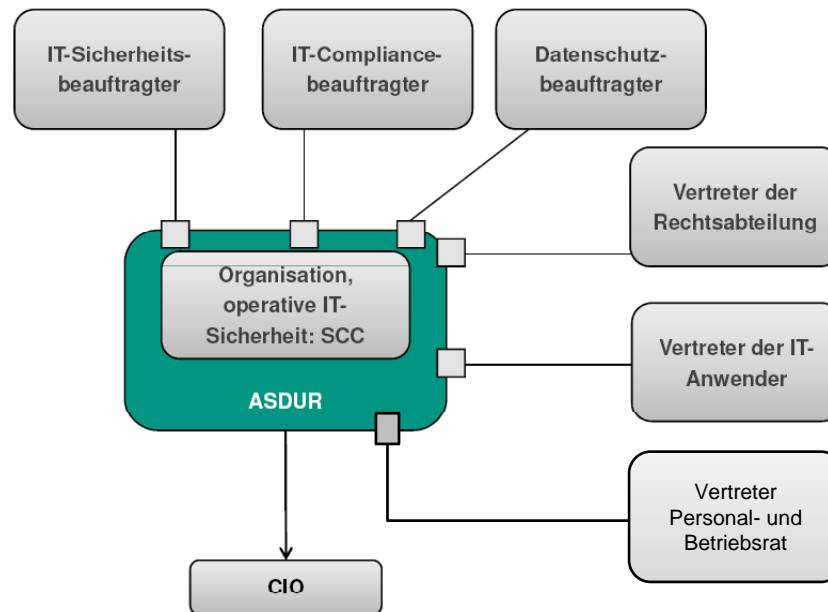 IT-Sicherheits-
beauftragter
IT-Compliance-
beauftragter
Datenschutz-
beauftragter
Vertreter der
Rechtsabteilung
Organisation,
operative IT-
Sicherheit: SCC
ASDUR
Vertreter der IT-
Anwender
Vertreter
Personal- und
Betriebsrat
CIO